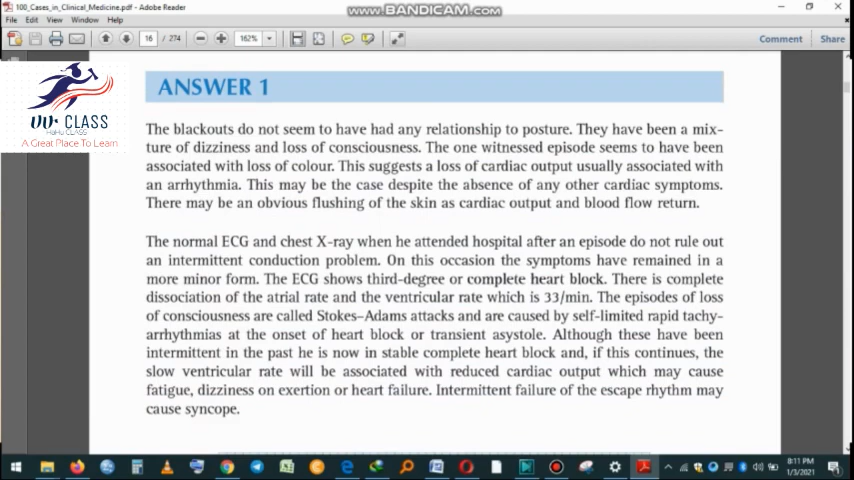 100_Cases_in_Clinical_Medicine.pdf - Adobe Reader
www.BANDICAM.com
File Edit View Window Help
16 / 274
162%
Comment Share
CLASS
HaHU CLASS
A Great Place To Learn
ANSWER 1
The blackouts do not seem to have had any relationship to posture. They have been a mix-
ture of dizziness and loss of consciousness. The one witnessed episode seems to have been
associated with loss of colour. This suggests a loss of cardiac output usually associated with
an arrhythmia. This may be the case despite the absence of any other cardiac symptoms.
There may be an obvious flushing of the skin as cardiac output and blood flow return.
The normal ECG and chest X-ray when he attended hospital after an episode do not rule out
an intermittent conduction problem. On this occasion the symptoms have remained in a
more minor form. The ECG shows third-degree or complete heart block. There is complete
dissociation of the atrial rate and the ventricular rate which is 33/min. The episodes of loss
of consciousness are called Stokes–Adams attacks and are caused by self-limited rapid tachy-
arrhythmias at the onset of heart block or transient asystole. Although these have been
intermittent in the past he is now in stable complete heart block and, if this continues, the
slow ventricular rate will be associated with reduced cardiac output which may cause
fatigue, dizziness on exertion or heart failure. Intermittent failure of the escape rhythm may
cause syncope.
8:11 PM
1/3/2021